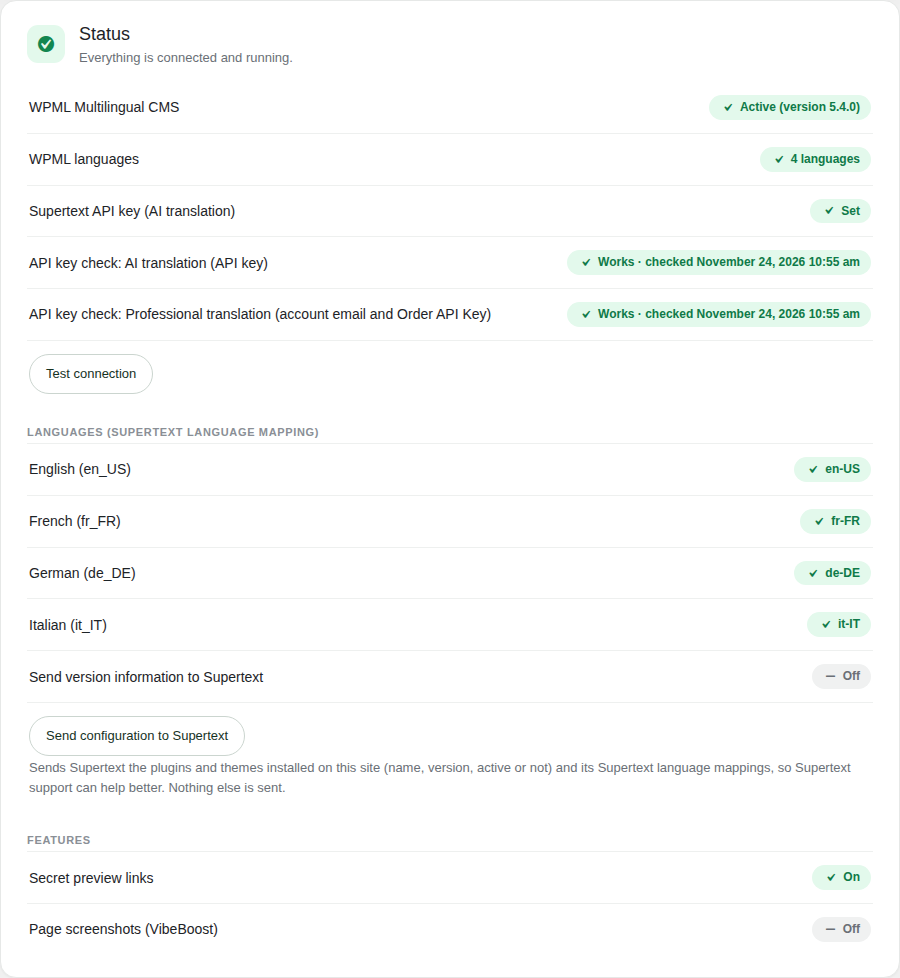 Status
Everything is connected and running.
WPML Multilingual CMS
Active (version 5.4.0)
WPML languages
4 languages
Supertext API key (AI translation)
Set
API key check: AI translation (API key)
Works · checked November 24, 2026 10:55 am
API key check: Professional translation (account email and Order API Key)
Works · checked November 24, 2026 10:55 am
Test connection
LANGUAGES (SUPERTEXT LANGUAGE MAPPING)
English (en_US)
en-US
French (fr_FR)
fr-FR
German (de_DE)
de-DE
Italian (it_IT)
it-IT
Send version information to Supertext
Off
Send configuration to Supertext
Sends Supertext the plugins and themes installed on this site (name, version, active or not) and its Supertext language mappings, so Supertext
support can help better. Nothing else is sent.
FEATURES
Secret preview links
On
Page screenshots (VibeBoost)
Off